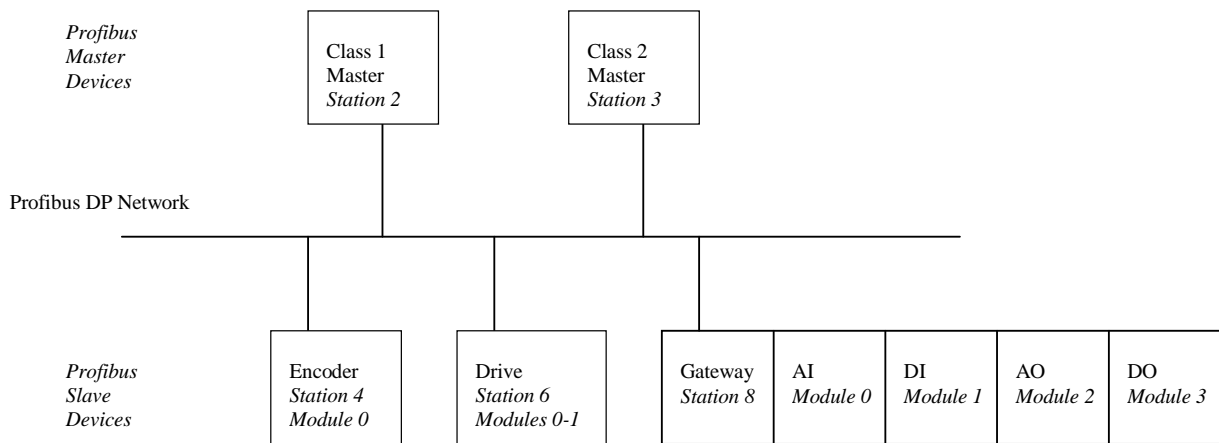 Profibus
Master
Devices
Class 1
Master
Station 2
Class 2
Master
Station 3
Profibus DP Network
Profibus
Slave
Devices
Encoder
Station 4
Module 0
Drive
Station 6
Modules 0-1
Gateway
Station 8
AI
Module 0
DI
Module 1
AO
Module 2
DO
Module 3